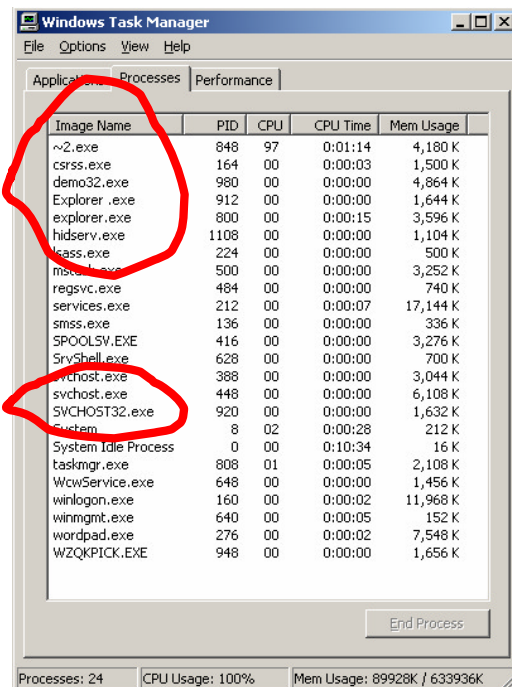 Windows Task Manager
File Options View Help
Applications Processes Performance
Image Name PID CPU CPU Time Mem Usage
~2.exe 848 97 0:01:14 4,180 K
csrss.exe 164 00 0:00:03 1,500 K
demo32.exe 980 00 0:00:00 4,864 K
Explorer .exe 912 00 0:00:00 1,644 K
explorer.exe 800 00 0:00:15 3,596 K
hidserv.exe 1108 00 0:00:00 1,104 K
lsass.exe 224 00 0:00:00 500 K
mstask.exe 500 00 0:00:00 3,252 K
regsvc.exe 484 00 0:00:00 740 K
services.exe 212 00 0:00:07 17,144 K
smss.exe 136 00 0:00:00 336 K
SPOOLSV.EXE 416 00 0:00:00 3,276 K
SrvShell.exe 628 00 0:00:00 700 K
svchost.exe 388 00 0:00:00 3,044 K
svchost.exe 448 00 0:00:00 6,108 K
SVCHOST32.exe 920 00 0:00:00 1,632 K
System 8 02 0:00:28 212 K
System Idle Process 0 00 0:10:34 16 K
taskmgr.exe 808 01 0:00:05 2,108 K
WcwService.exe 648 00 0:00:00 1,456 K
winlogon.exe 160 00 0:00:02 11,968 K
winmgmt.exe 640 00 0:00:05 152 K
wordpad.exe 276 00 0:00:02 7,548 K
WZQKPICK.EXE 948 00 0:00:00 1,656 K
End Process
Processes: 24 CPU Usage: 100% Mem Usage: 89928K / 633936K